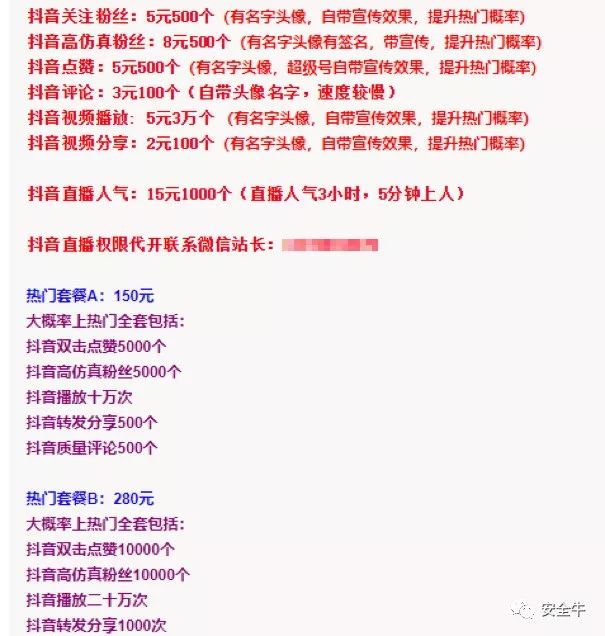 抖音关注粉丝：5元500个（有名字头像，自带宣传效果，提升热门概率）
抖音高仿真粉丝：8元500个（有名字头像有签名，带宣传，提升热门概率）
抖音点赞：5元500个（有名字头像，超级号自带宣传效果，提升热门概率）
抖音评论：3元100个（自带头像名字，速度较慢）
抖音视频播放：5元3万个（有名字头像，自带宣传效果，提升热门概率）
抖音视频分享：2元100个（有名字头像，自带宣传效果，提升热门概率）
抖音直播人气：15元1000个（直播人气3小时，5分钟上人）
抖音直播权限代开联系微信站长：
热门套餐A：150元
大概率上热门全套包括：
抖音双击点赞5000个
抖音高仿真粉丝5000个
抖音播放十万次
抖音转发分享500个
抖音质量评论500个
热门套餐B：280元
大概率上热门全套包括：
抖音双击点赞10000个
抖音高仿真粉丝10000个
抖音播放二十万次
抖音转发分享1000次
安全牛